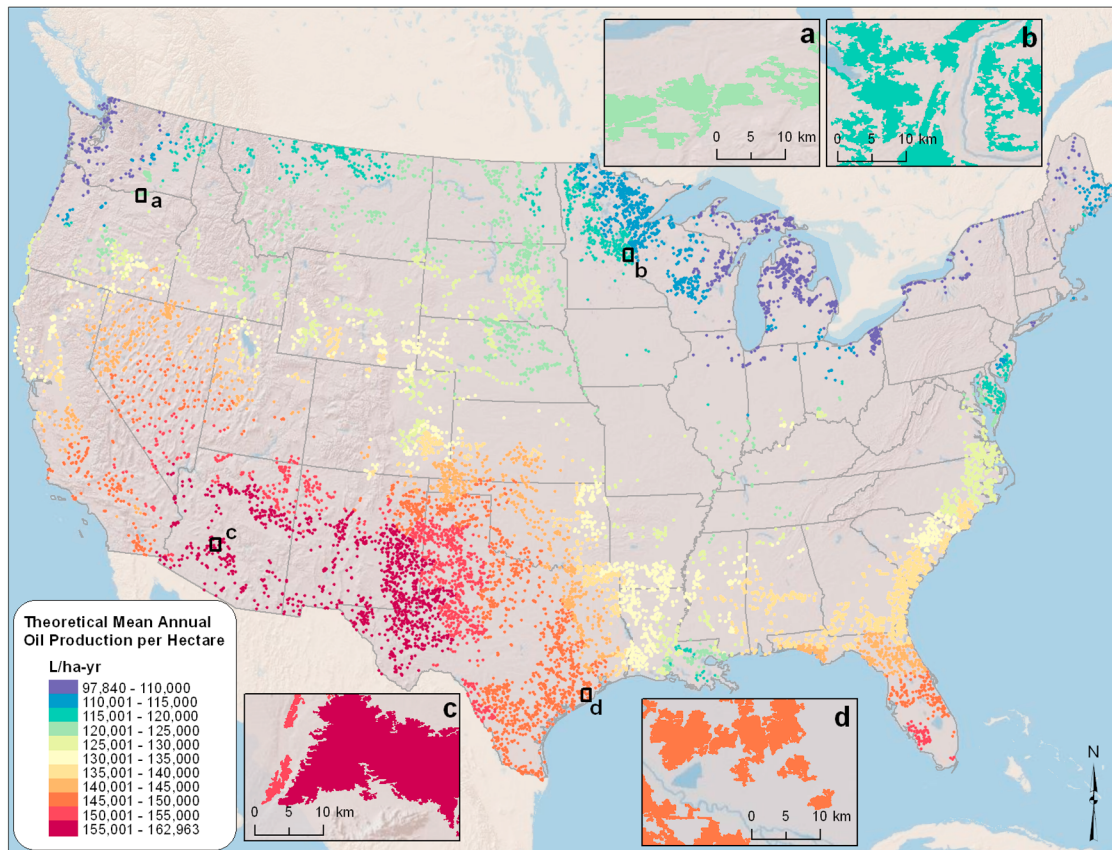 a
0 5 10 km
b
0 5 10 km
a
b
c
d
Theoretical Mean Annual
Oil Production per Hectare
L/ha-yr
97,840 - 110,000
110,001 - 115,000
115,001 - 120,000
120,001 - 125,000
125,001 - 130,000
130,001 - 135,000
135,001 - 140,000
140,001 - 145,000
145,001 - 150,000
150,001 - 155,000
155,001 - 162,963
c
0 5 10 km
d
0 5 10 km
N